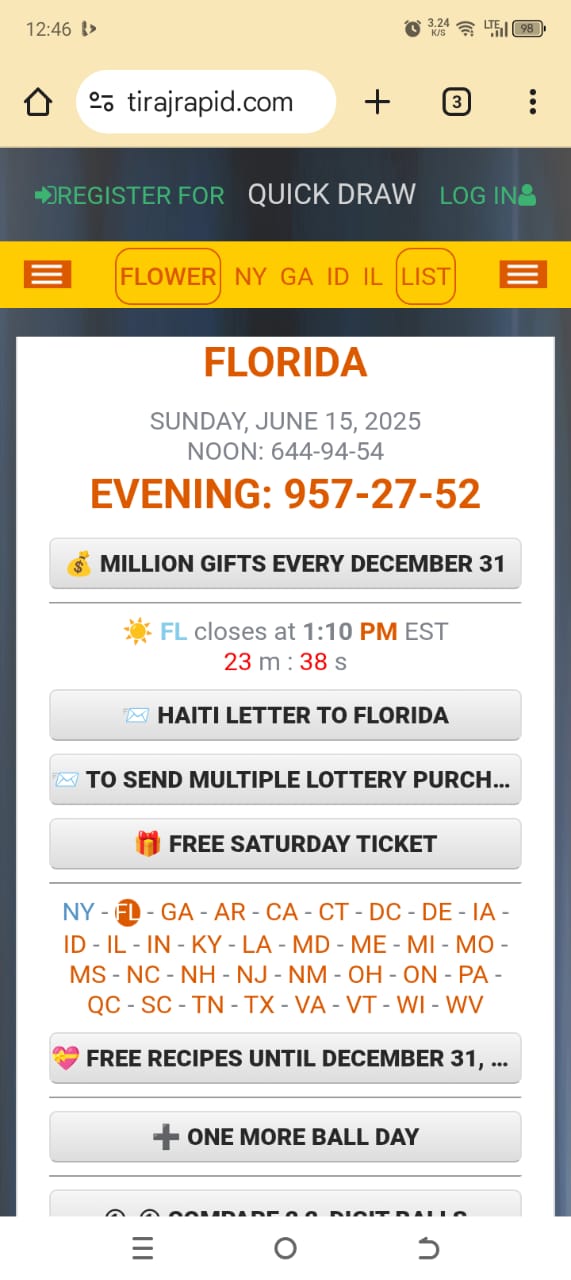 12:46
3.24
K/S
LTE
98
tirajrapid.com
3
REGISTER FOR QUICK DRAW LOG IN
FLOWER NY GA ID IL LIST
FLORIDA
SUNDAY, JUNE 15, 2025
NOON: 644-94-54
EVENING: 957-27-52
MILLION GIFTS EVERY DECEMBER 31
FL closes at 1:10 PM EST
23 m : 38 s
HAITI LETTER TO FLORIDA
TO SEND MULTIPLE LOTTERY PURCH...
FREE SATURDAY TICKET
NY - FL - GA - AR - CA - CT - DC - DE - IA -
ID - IL - IN - KY - LA - MD - ME - MI - MO -
MS - NC - NH - NJ - NM - OH - ON - PA -
QC - SC - TN - TX - VA - VT - WI - WV
FREE RECIPES UNTIL DECEMBER 31, ...
ONE MORE BALL DAY